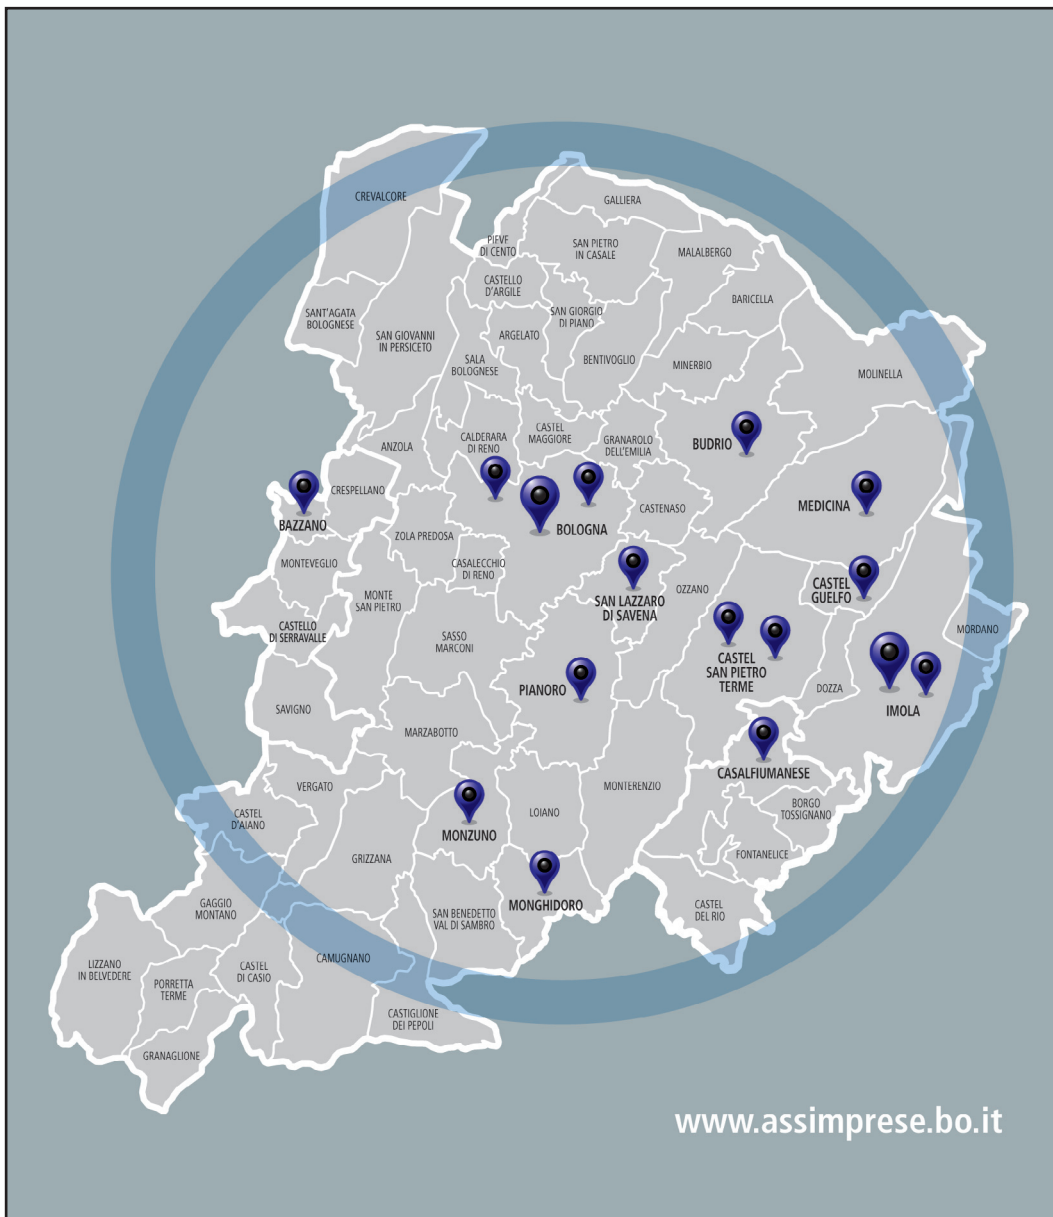 CREVALCORE
GALLIERA
PIEVE
DI CENTO
SAN PIETRO
IN CASALE
MALALBERGO
CASTELLO
D'ARGILE
BARICELLA
SANT'AGATA
BOLOGNESE
SAN GIORGIO
DI PIANO
SAN GIOVANNI
IN PERSICETO
ARGELATO
SALA
BOLOGNESE
BENTIVOGLIO
MINERBIO
MOLINELLA
CASTEL
MAGGIORE
CALDERARA
DI RENO
GRANAROLO
DELL'EMILIA
BUDRIO
ANZOLA
CRESPELLANO
MEDICINA
CASTENASO
BAZZANO
BOLOGNA
ZOLA PREDOSA
MONTEVEGLIO
CASALECCHIO
DI RENO
MONTE
SAN PIETRO
OZZANO
CASTEL
GUELFO
SAN LAZZARO
DI SAVENA
CASTELLO
DI SERRAVALLE
MORDANO
SASSO
MARCONI
CASTEL
SAN PIETRO
TERME
PIANORO
DOZZA
SAVIGNO
IMOLA
MARZABOTTO
CASALFIUMANESE
VERGATO
MONTERENZIO
BORGO
TOSSIGNANO
CASTEL
D'AIANO
LOIANO
MONZUNO
FONTANELICE
GRIZZANA
GAGGIO
MONTANO
MONGHIDORO
CASTEL
DEL RIO
SAN BENEDETTO
VAL DI SAMBRO
CAMUGNANO
LIZZANO
IN BELVEDERE
CASTEL
DI CASIO
PORRETTA
TERME
CASTIGLIONE
DEI PEPOLI
GRANAGLIONE
www.assimprese.bo.it